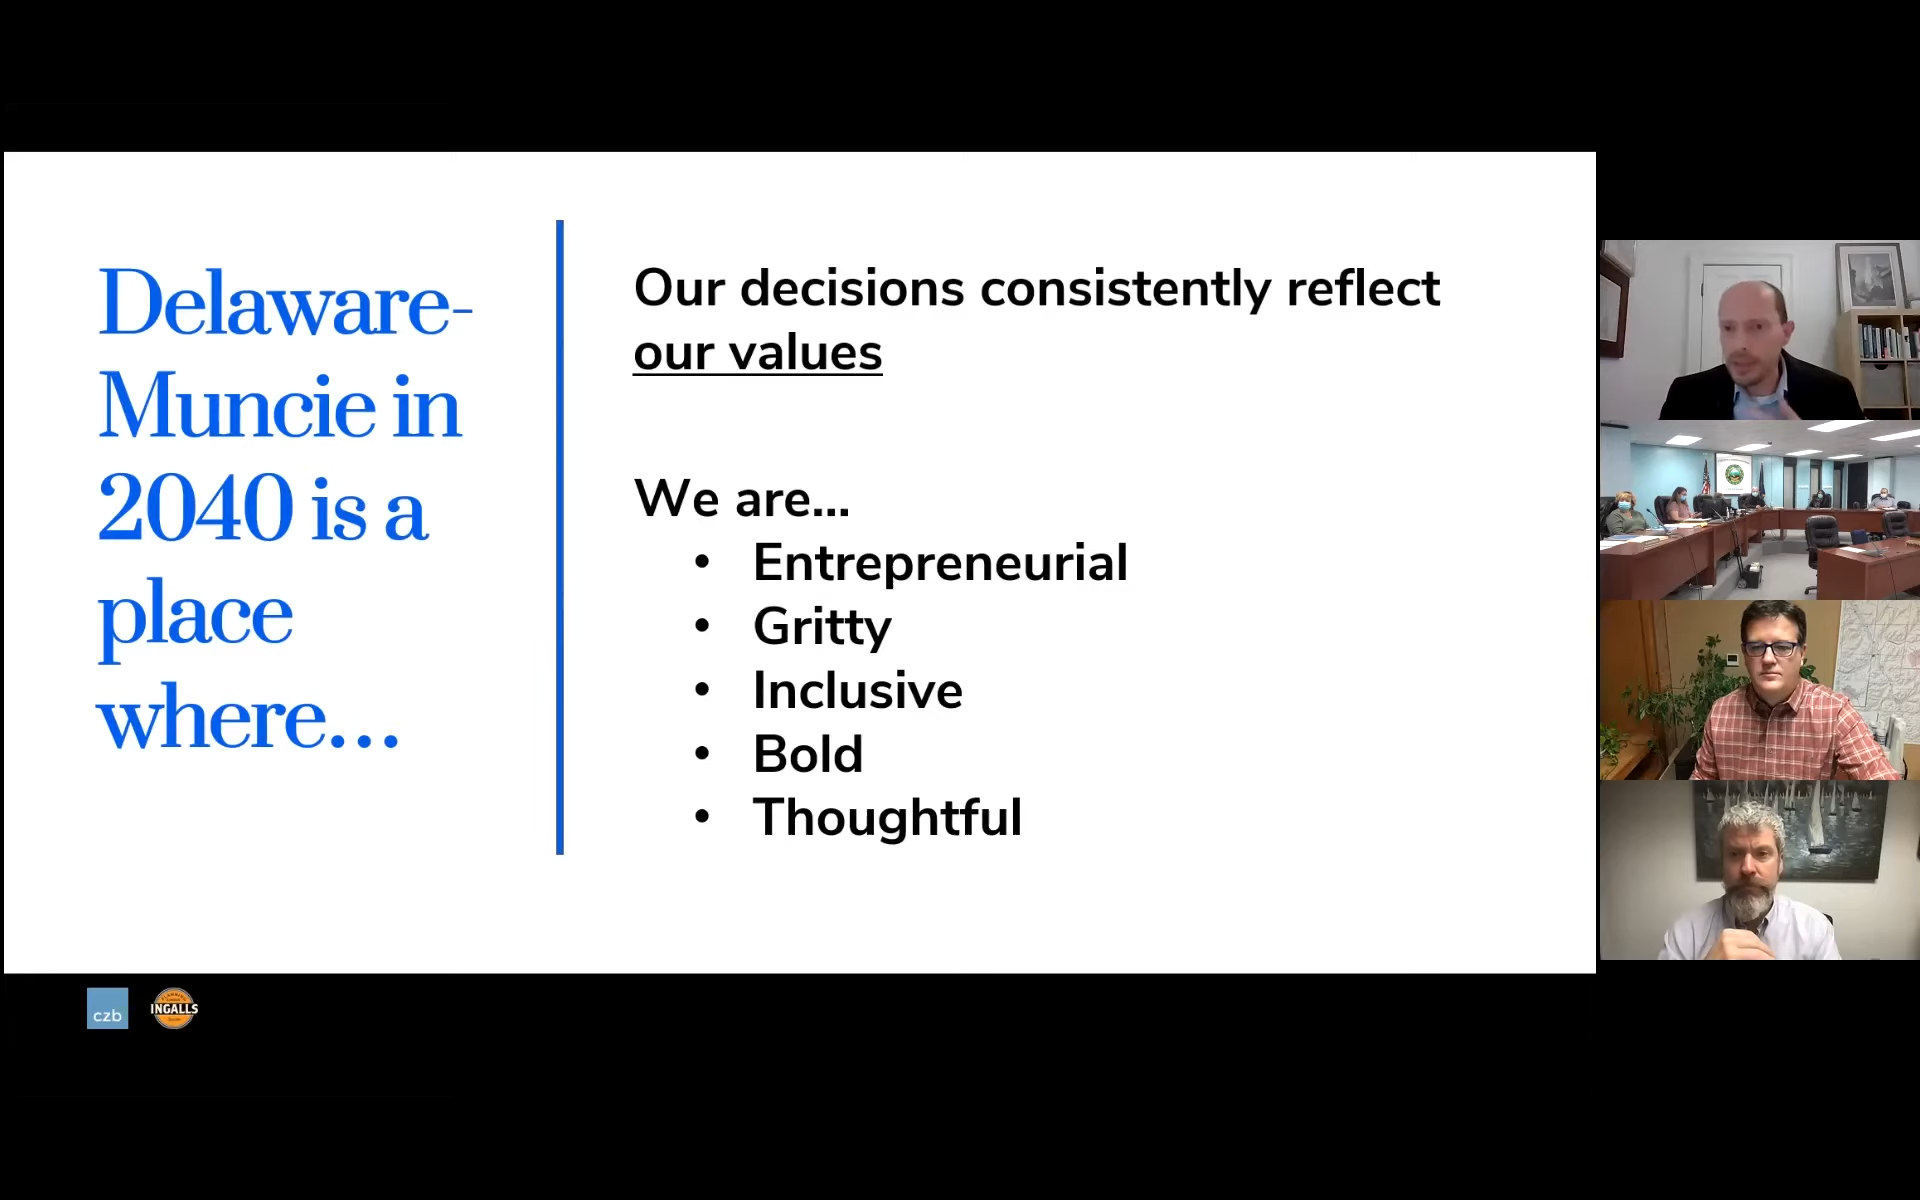 Delaware-
Muncie in
2040 is a
place
where...
Our decisions consistently reflect
our values
We are...
• Entrepreneurial
• Gritty
• Inclusive
• Bold
• Thoughtful
czb
INGALLS